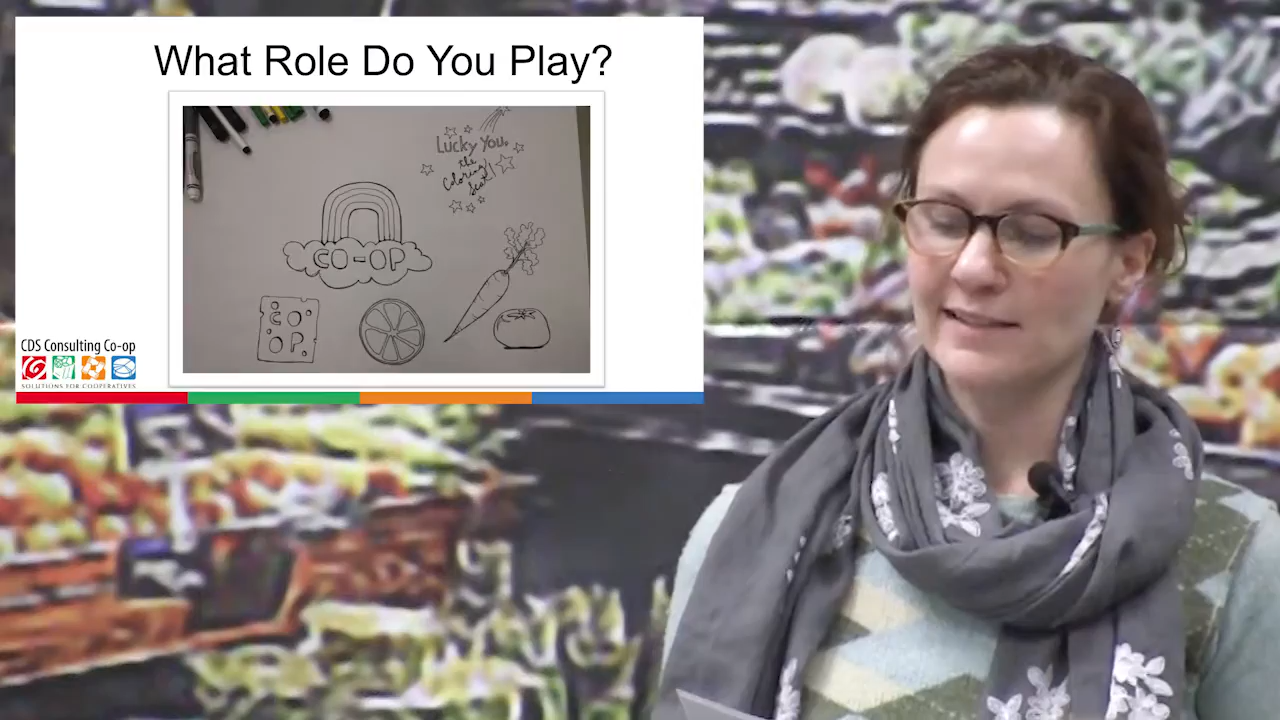 What Role Do You Play?
Lucky You,
the
Coloring
Seat!
CO-OP
CO
OP.
CDS Consulting Co-op
SOLUTIONS FOR COOPERATIVES